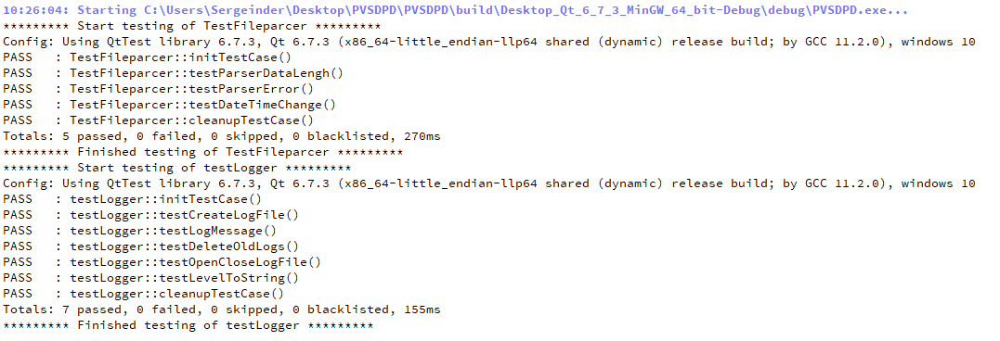 10:26:04: Starting C:\Users\Sergeinder\Desktop\PVSDPD\PVSDPD\build\Desktop_Qt_6_7_3_MinGW_64_bit-Debug\debug\PVSDPD.exe...
********* Start testing of TestFileparcer *********
Config: Using QtTest library 6.7.3, Qt 6.7.3 (x86_64-little_endian-llp64 shared (dynamic) release build; by GCC 11.2.0), windows 10
PASS   : TestFileparcer::initTestCase()
PASS   : TestFileparcer::testParserDataLengh()
PASS   : TestFileparcer::testParserError()
PASS   : TestFileparcer::testDateTimeChange()
PASS   : TestFileparcer::cleanupTestCase()
Totals: 5 passed, 0 failed, 0 skipped, 0 blacklisted, 270ms
********* Finished testing of TestFileparcer *********
********* Start testing of testLogger *********
Config: Using QtTest library 6.7.3, Qt 6.7.3 (x86_64-little_endian-llp64 shared (dynamic) release build; by GCC 11.2.0), windows 10
PASS   : testLogger::initTestCase()
PASS   : testLogger::testCreateLogFile()
PASS   : testLogger::testLogMessage()
PASS   : testLogger::testDeleteOldLogs()
PASS   : testLogger::testOpenCloseLogFile()
PASS   : testLogger::testLevelToString()
PASS   : testLogger::cleanupTestCase()
Totals: 7 passed, 0 failed, 0 skipped, 0 blacklisted, 155ms
********* Finished testing of testLogger *********